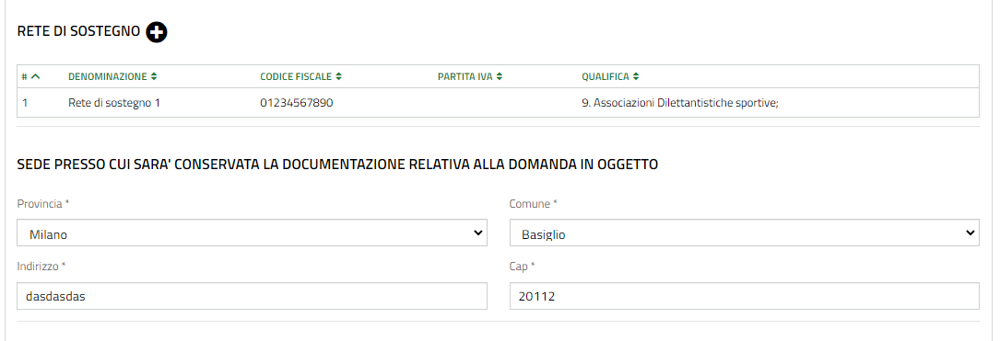 RETE DI SOSTEGNO
# DENOMINAZIONE CODICE FISCALE PARTITA IVA QUALIFICA
1 Rete di sostegno 1 01234567890 9. Associazioni Dilettantistiche sportive;
SEDE PRESSO CUI SARA' CONSERVATA LA DOCUMENTAZIONE RELATIVA ALLA DOMANDA IN OGGETTO
Provincia * Comune *
Milano Basiglio
Indirizzo * Cap *
dasdasdas 20112